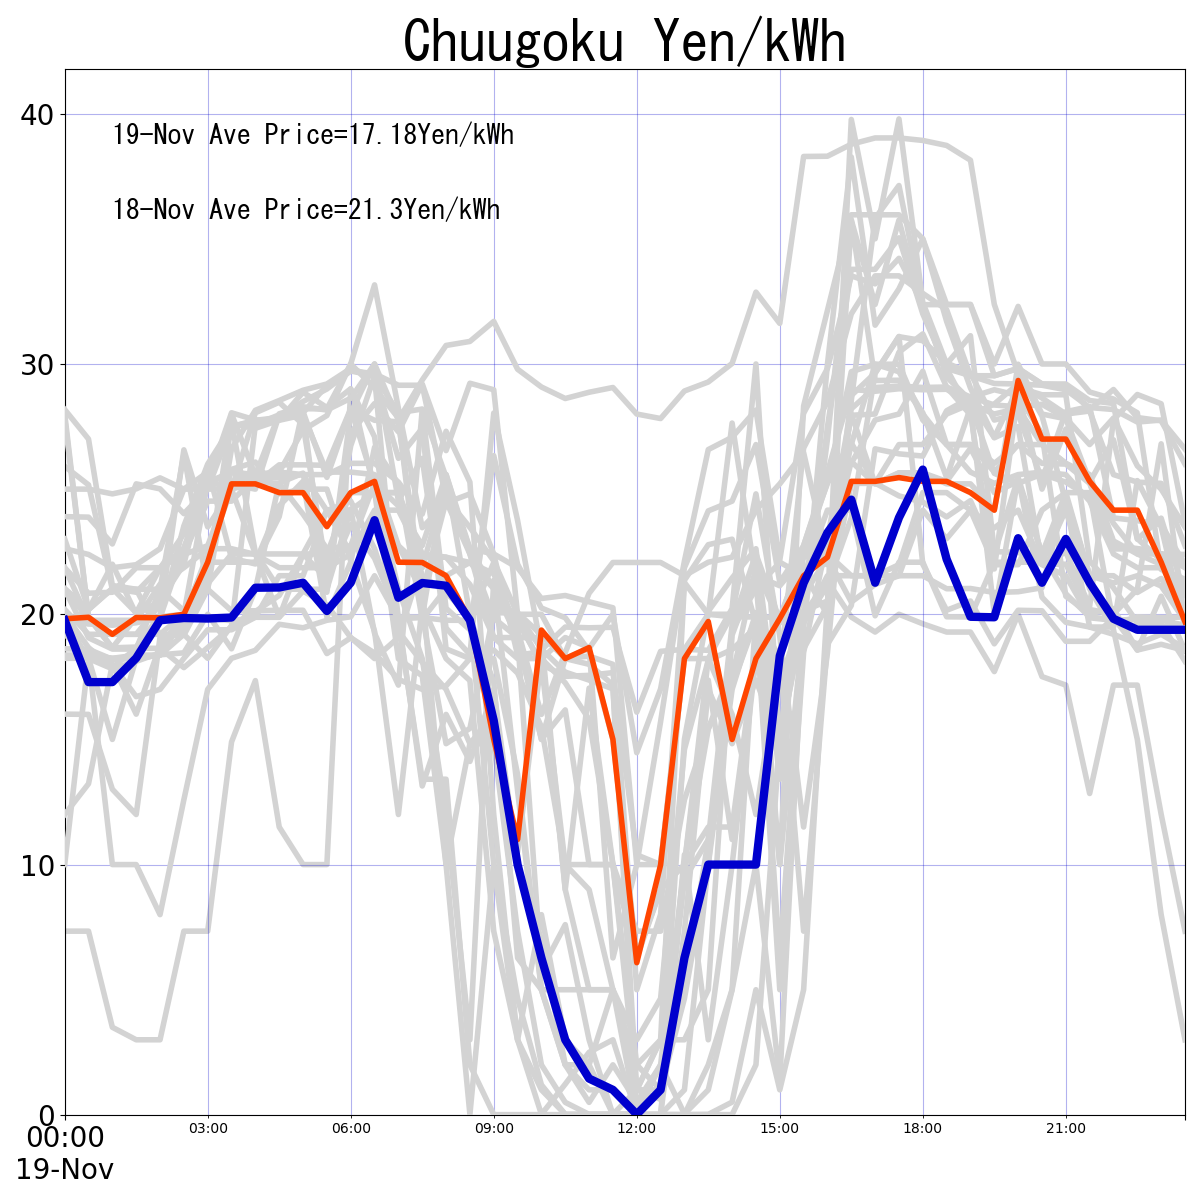 Chuugoku Yen/kWh
40
19-Nov Ave Price=17.18Yen/kWh
18-Nov Ave Price=21.3Yen/kWh
30
20
10
0
00:00 03:00 06:00 09:00 12:00 15:00 18:00 21:00
19-Nov